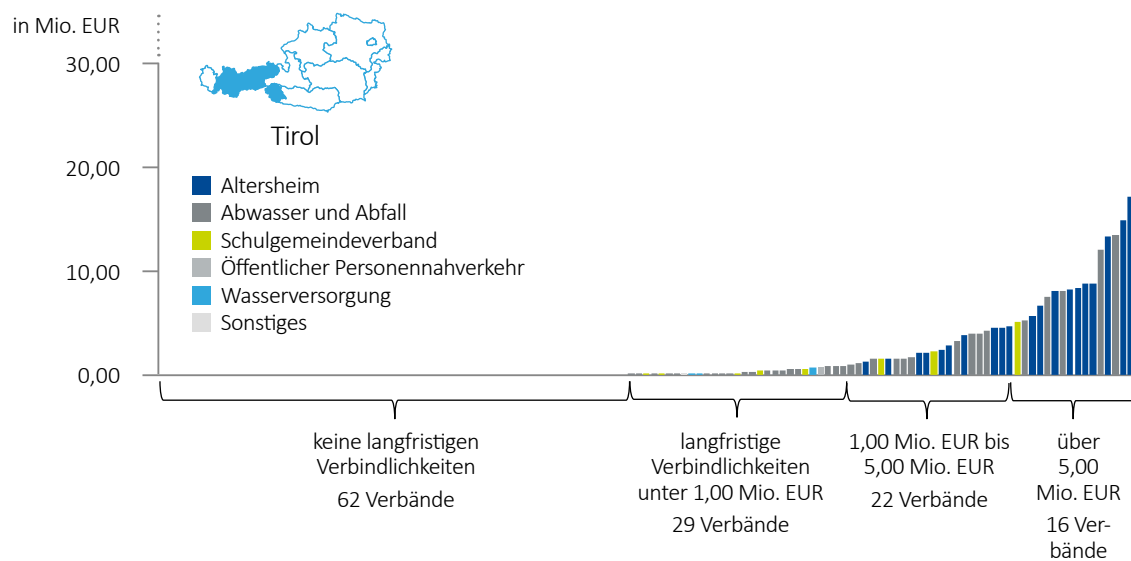 in Mio. EUR
30,00
20,00
10,00
0,00
Tirol
Altersheim
Abwasser und Abfall
Schulgemeindeverband
Öffentlicher Personennahverkehr
Wasserversorgung
Sonstiges
keine langfristigen
Verbindlichkeiten
62 Verbände
langfristige
Verbindlichkeiten
unter 1,00 Mio. EUR
29 Verbände
1,00 Mio. EUR bis
5,00 Mio. EUR
22 Verbände
über
5,00
Mio. EUR
16 Ver-
bände